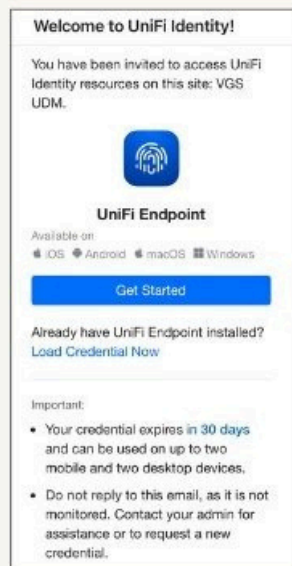 Welcome to UniFi Identity!
You have been invited to access UniFi
Identity resources on this site: VGS
UDM.
UniFi Endpoint
Available on
iOS Android macOS Windows
Get Started
Already have UniFi Endpoint installed?
Load Credential Now
Important:
• Your credential expires in 30 days
and can be used on up to two
mobile and two desktop devices.
• Do not reply to this email, as it is not
monitored. Contact your admin for
assistance or to request a new
credential.